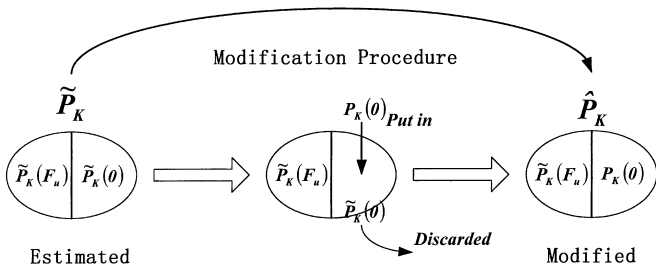 Modification Procedure
P̃_K
P̂_K
P_K(0) Put in
P̃_K(F_u) P̃_K(0)
P̃_K(F_u)
P̃_K(F_u) P_K(0)
P̃_K(0)
Discarded
Estimated
Modified